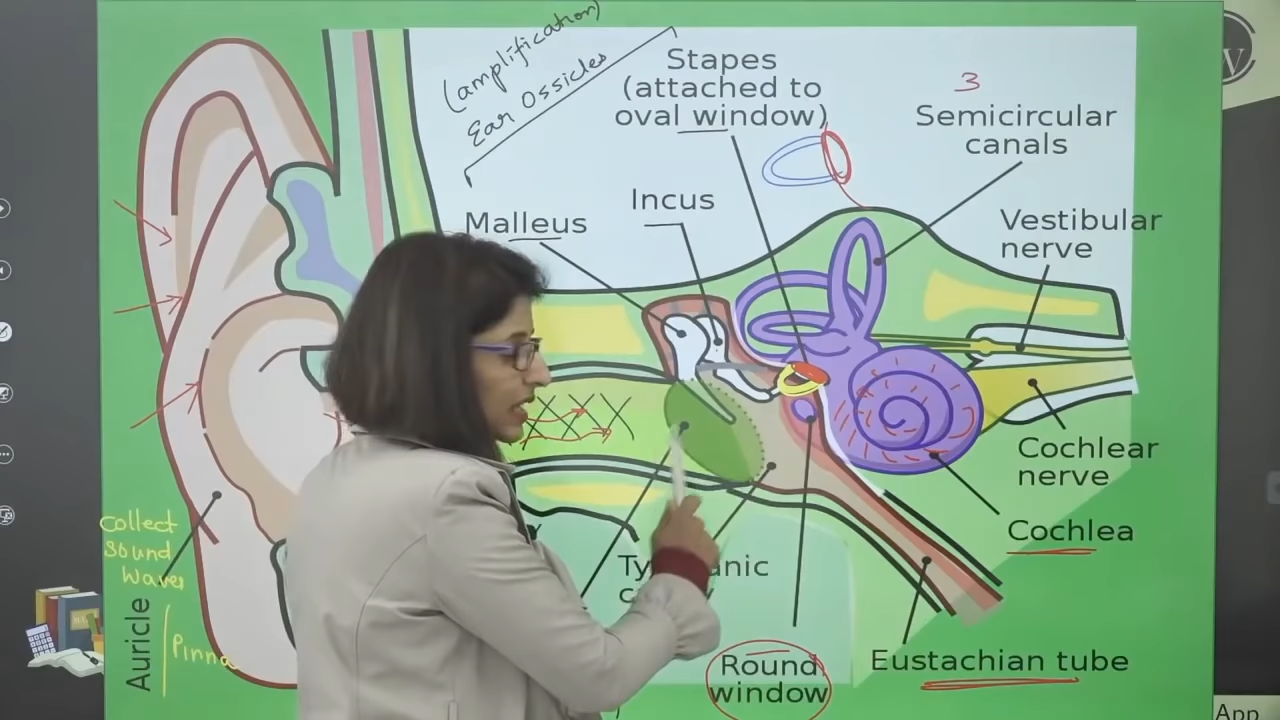 (amplification)
Ear Ossicles
Stapes
(attached to
oval window)
3
Semicircular
canals
Malleus
Incus
Vestibular
nerve
Cochlear
nerve
Cochlea
Collect
Sound
Waves
Auricle
Pinna
Round
window
Eustachian tube
App